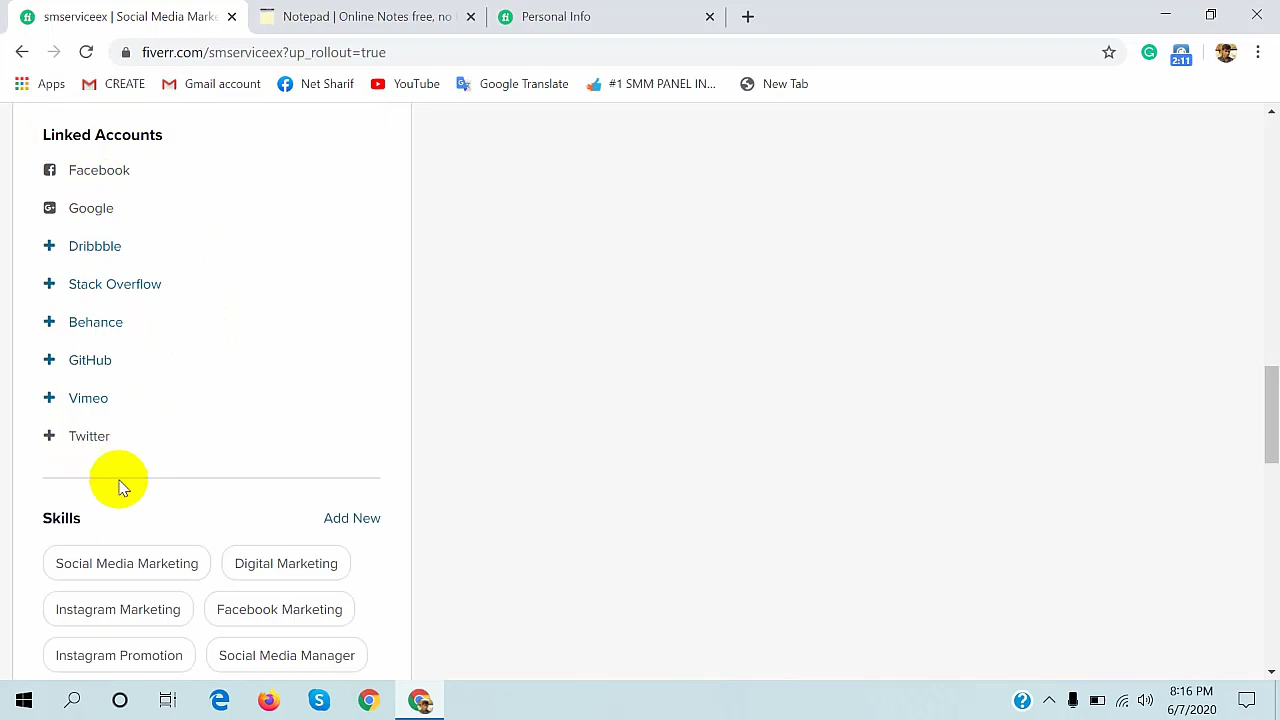 smserviceex | Social Media Mark
Notepad | Online Notes free, no l
Personal Info
fiverr.com/smserviceex?up_rollout=true
2:11
Apps
CREATE
Gmail account
Net Sharif
YouTube
Google Translate
#1 SMM PANEL IN...
New Tab
Linked Accounts
Facebook
Google
Dribbble
Stack Overflow
Behance
GitHub
Vimeo
Twitter
Skills
Add New
Social Media Marketing
Digital Marketing
Instagram Marketing
Facebook Marketing
Instagram Promotion
Social Media Manager
8:16 PM
6/7/2020